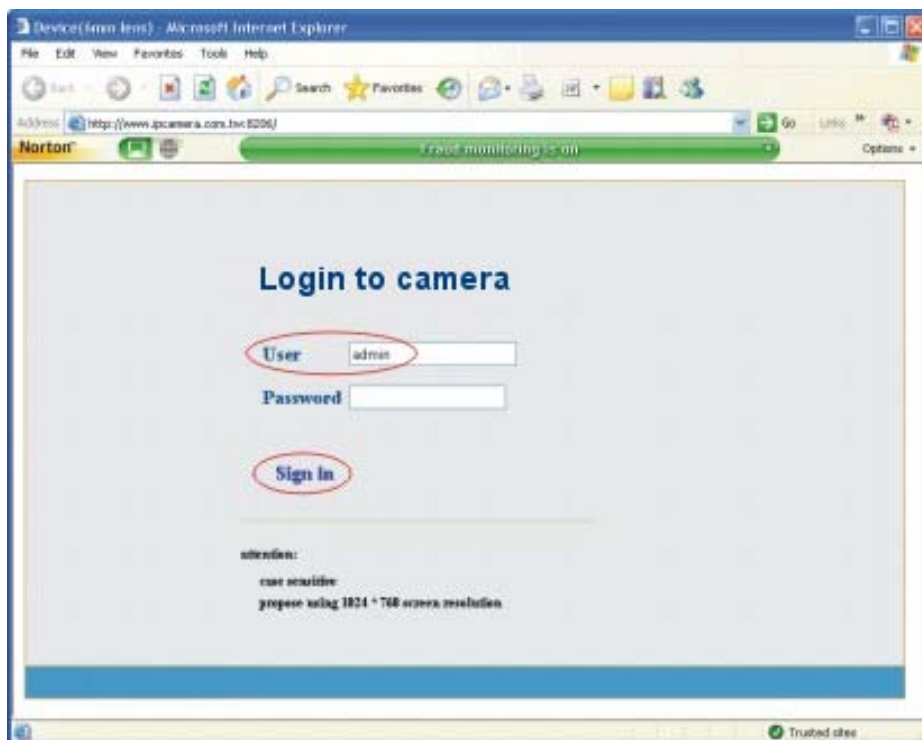 Device(6mm lens) - Microsoft Internet Explorer
File Edit View Favorites Tools Help
Back Search Favorites
Address http://www.ipcamera.com.tw:8206/ Go Links
Norton Fraud monitoring is on Options
Login to camera
User admin
Password
Sign in
attention:
case sensitive
propose using 1024 * 768 screen resolution
Trusted sites